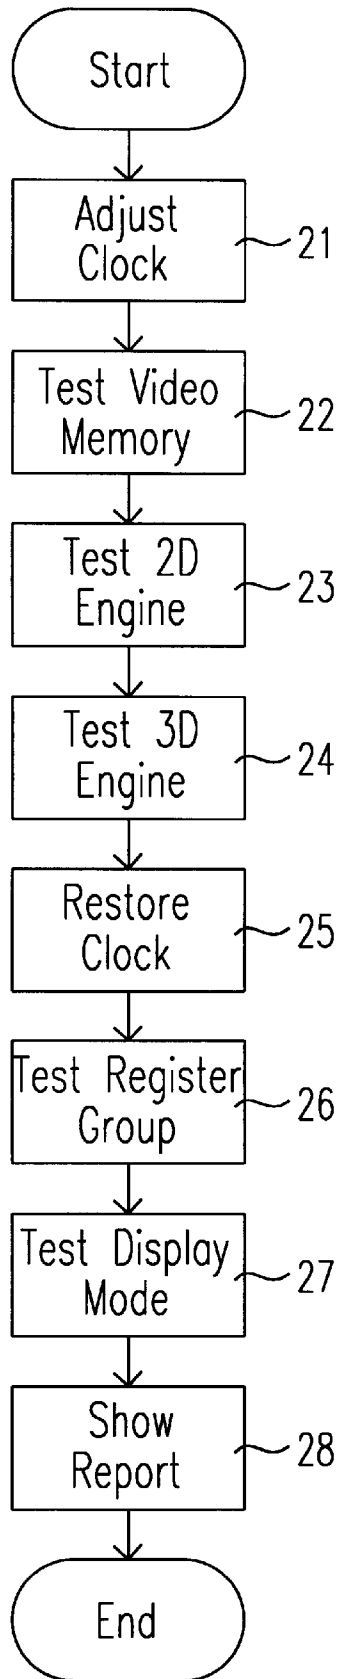 Start
Adjust
Clock
21
Test Video
Memory
22
Test 2D
Engine
23
Test 3D
Engine
24
Restore
Clock
25
Test Register
Group
26
Test Display
Mode
27
Show
Report
28
End